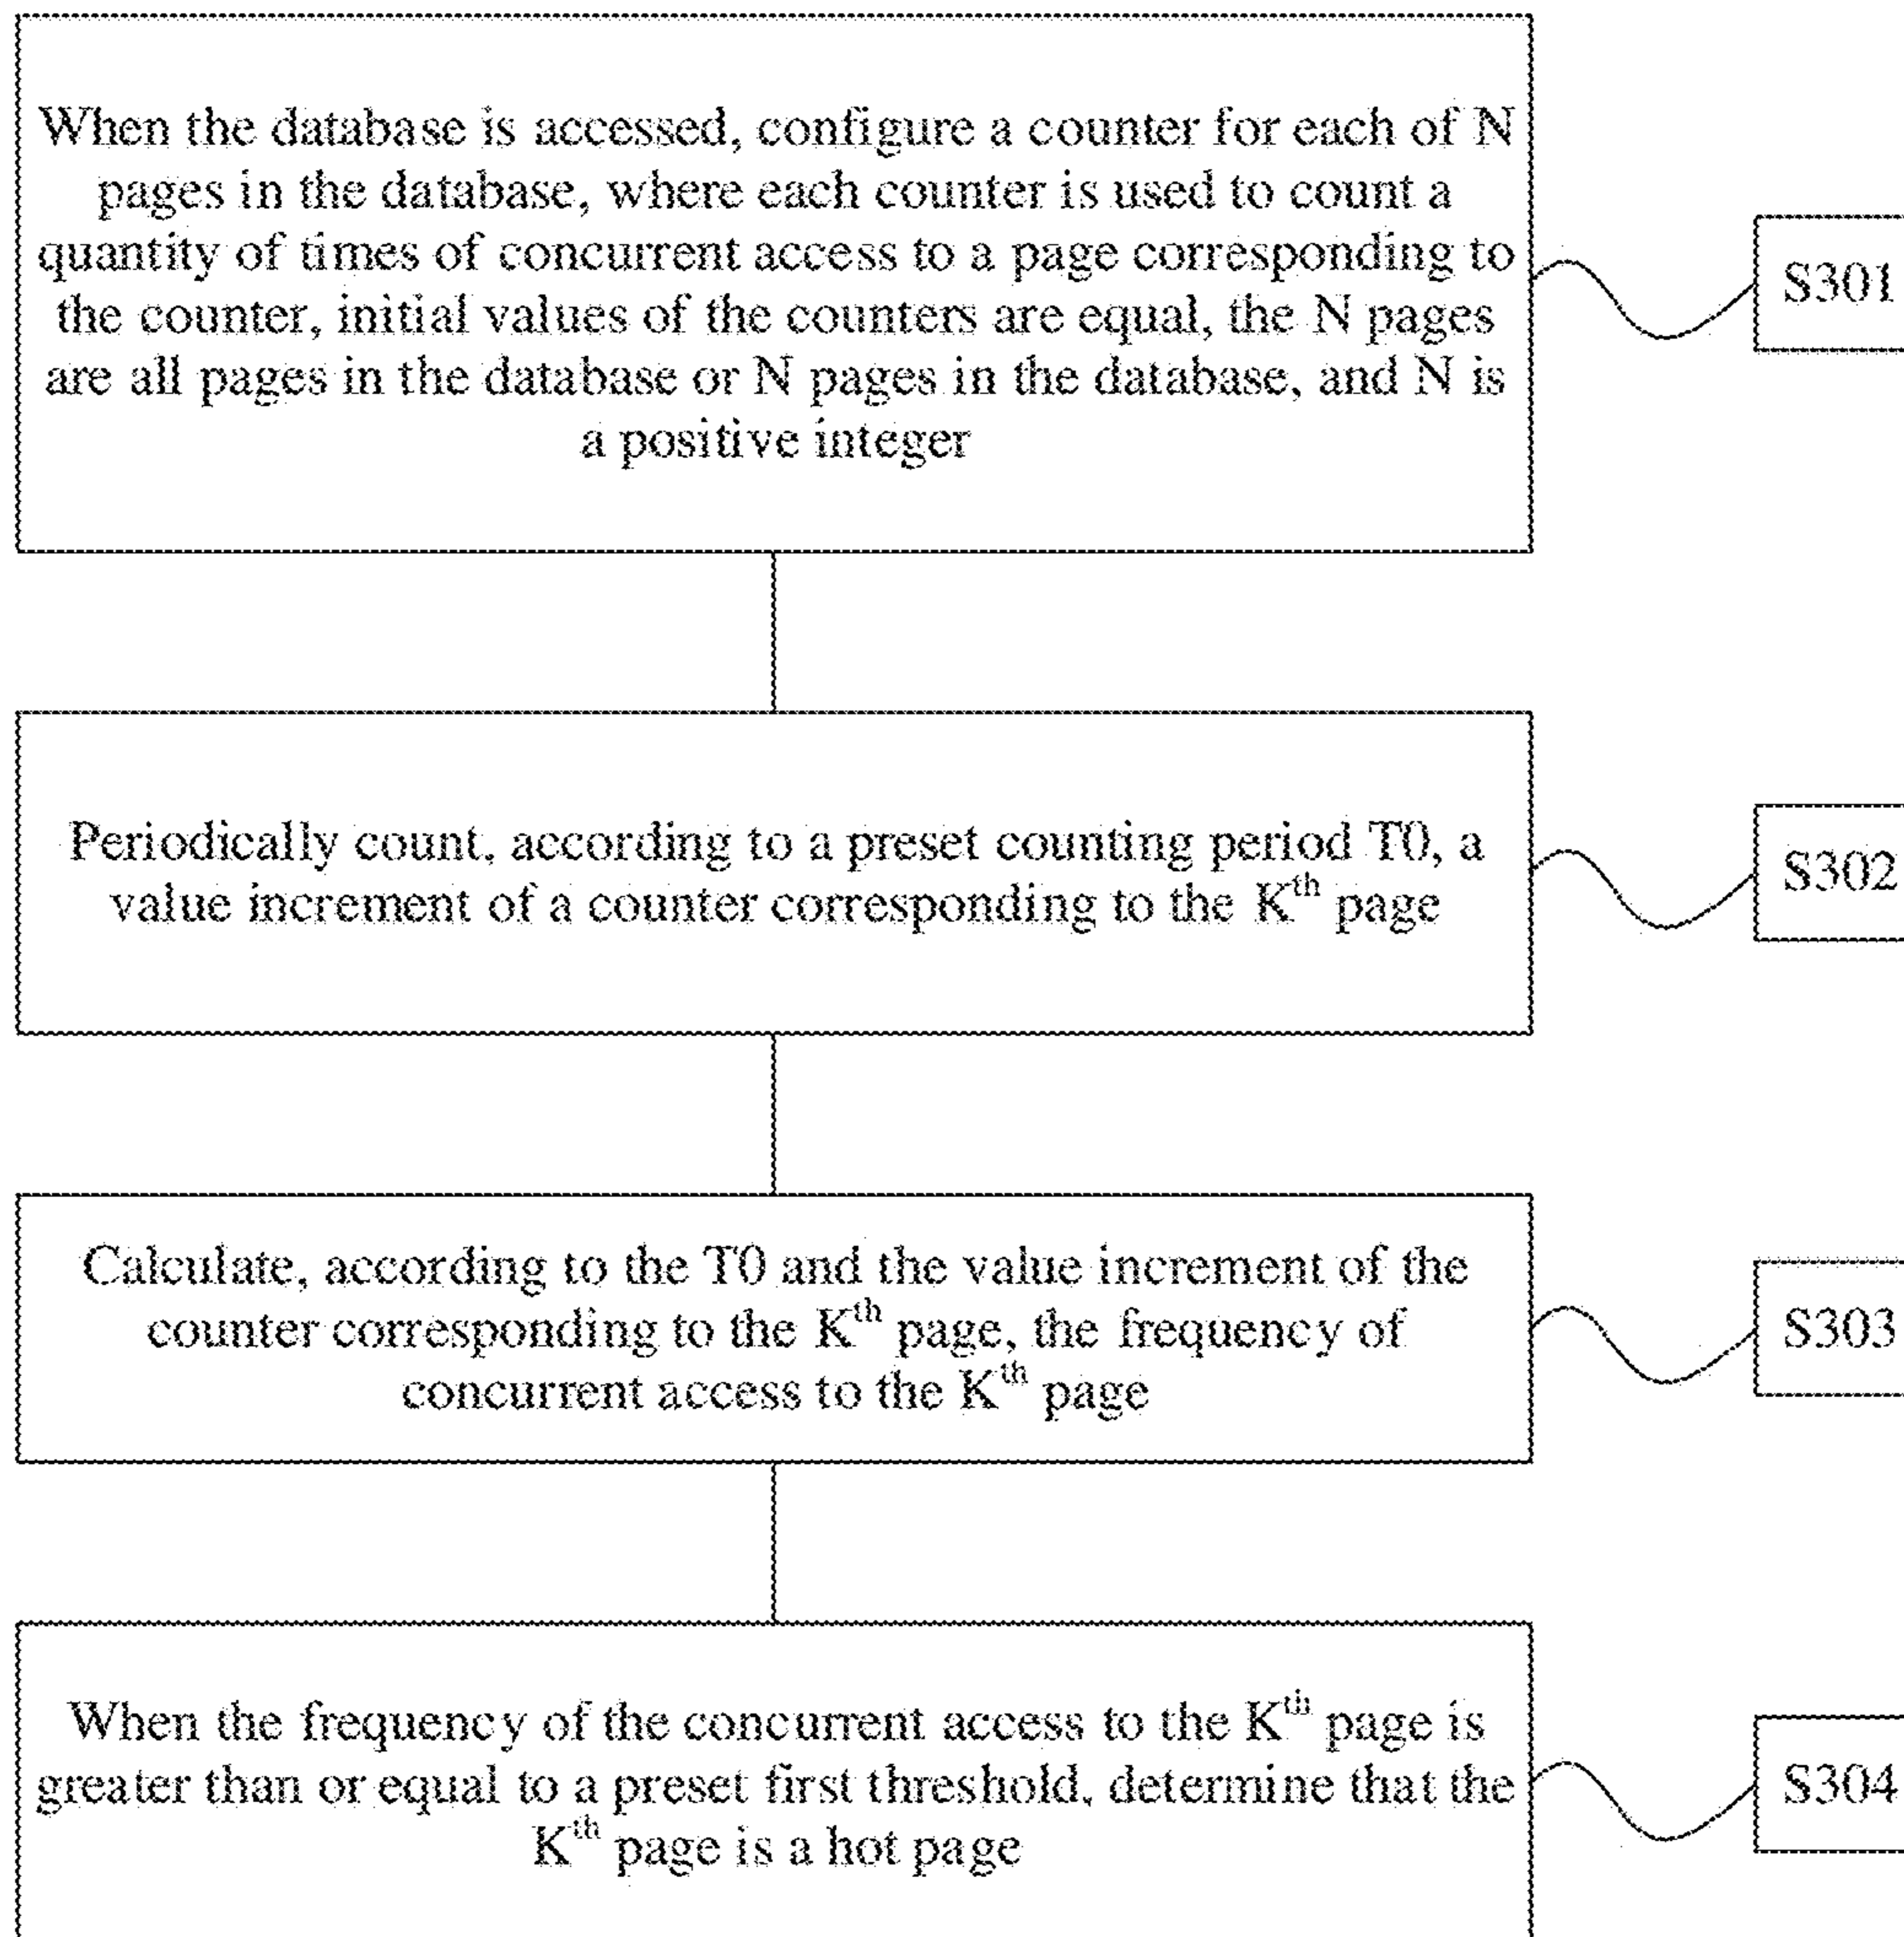 When the database is accessed, configure a counter for each of N
pages in the database, where each counter is used to count a
quantity of times of concurrent access to a page corresponding to
the counter, initial values of the counters are equal, the N pages
are all pages in the database or N pages in the database, and N is
a positive integer
S301
Periodically count, according to a preset counting period T0, a
value increment of a counter corresponding to the Kth page
S302
Calculate, according to the T0 and the value increment of the
counter corresponding to the Kth page, the frequency of
concurrent access to the Kth page
S303
When the frequency of the concurrent access to the Kth page is
greater than or equal to a preset first threshold, determine that the
Kth page is a hot page
S304